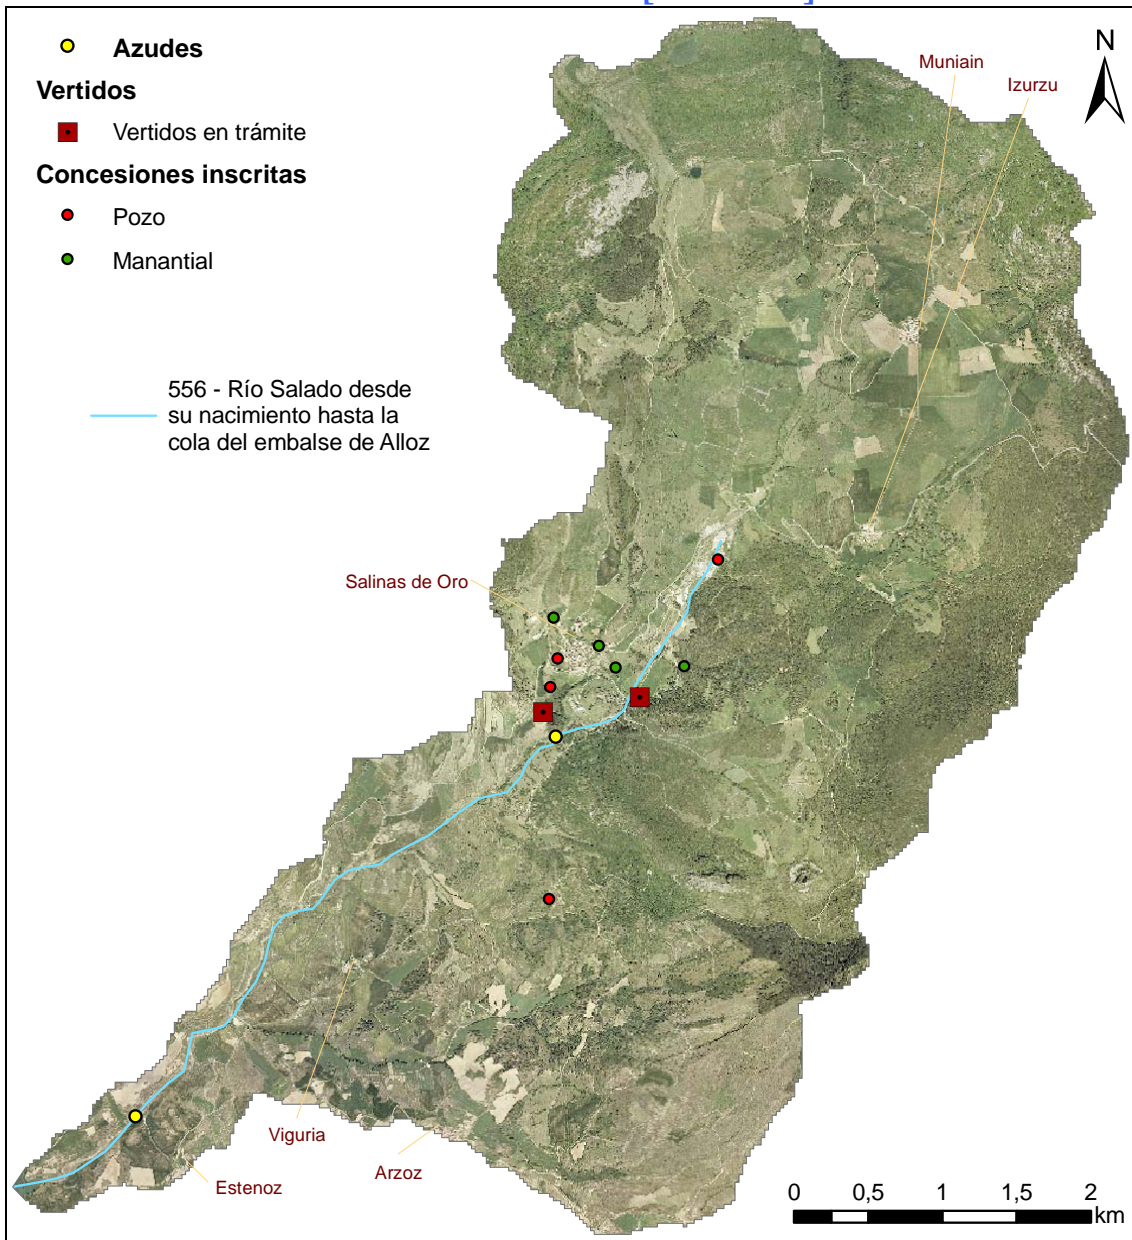 Azudes
Vertidos
Vertidos en trámite
Concesiones inscritas
Pozo
Manantial
556 - Río Salado desde
su nacimiento hasta la
cola del embalse de Alloz
N
Muniain
Izurzu
Salinas de Oro
Viguria
Arzoz
Estenoz
0 0,5 1 1,5 2
km